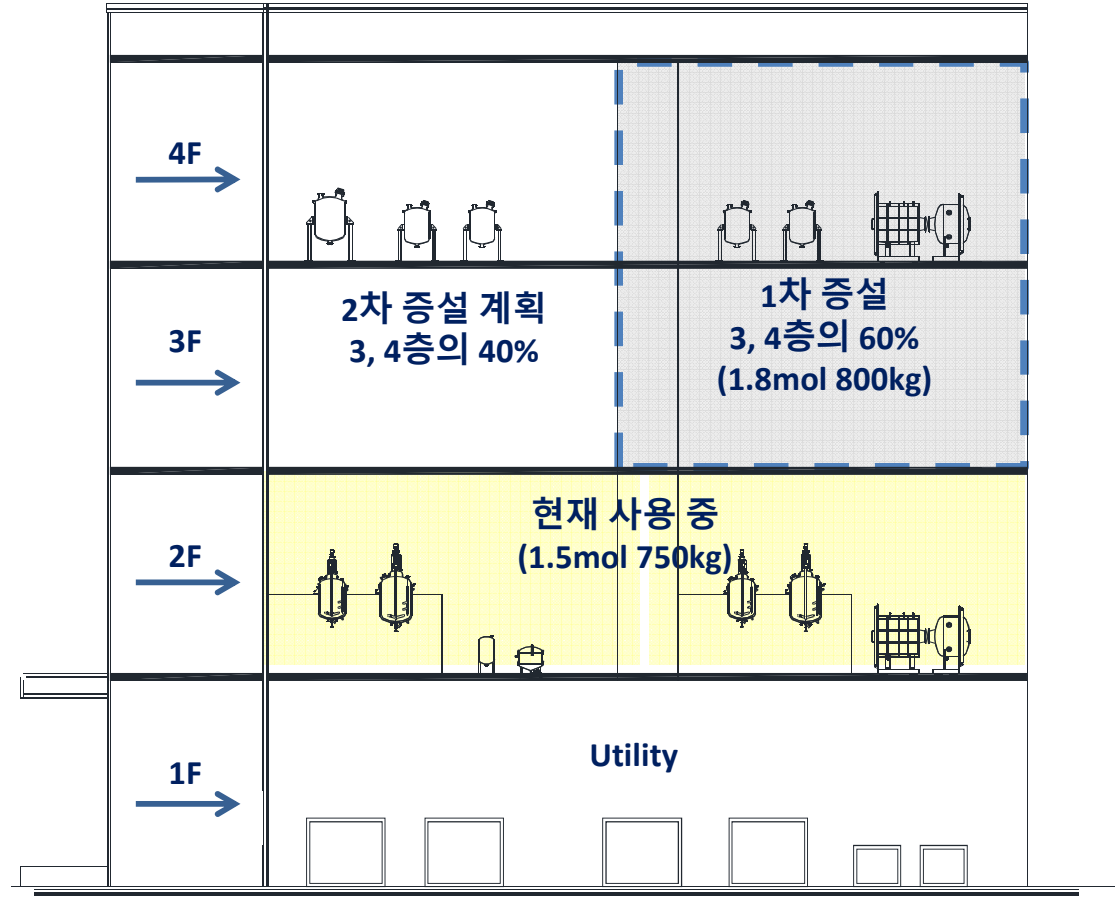 4F
3F
2차 증설 계획
3, 4층의 40%
1차 증설
3, 4층의 60%
(1.8mol 800kg)
2F
현재 사용 중
(1.5mol 750kg)
1F
Utility